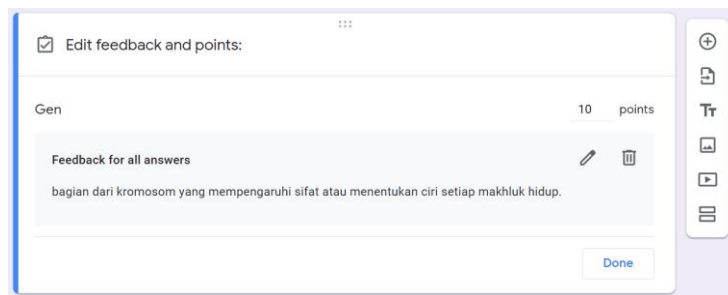 Edit feedback and points:
Gen
10 points
Feedback for all answers
bagian dari kromosom yang mempengaruhi sifat atau menentukan ciri setiap makhluk hidup.
Done
Tт